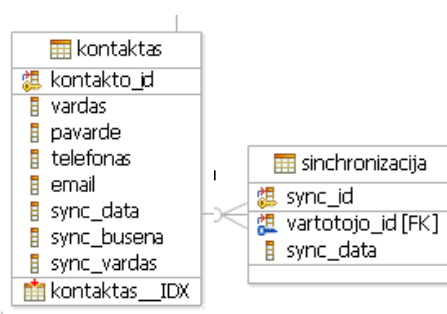 kontaktas
kontakto_id
vardas
pavarde
telefonas
email
sync_data
sync_busena
sync_vardas
kontaktas__IDX
sinchronizacija
sync_id
vartotojo_id [FK]
sync_data